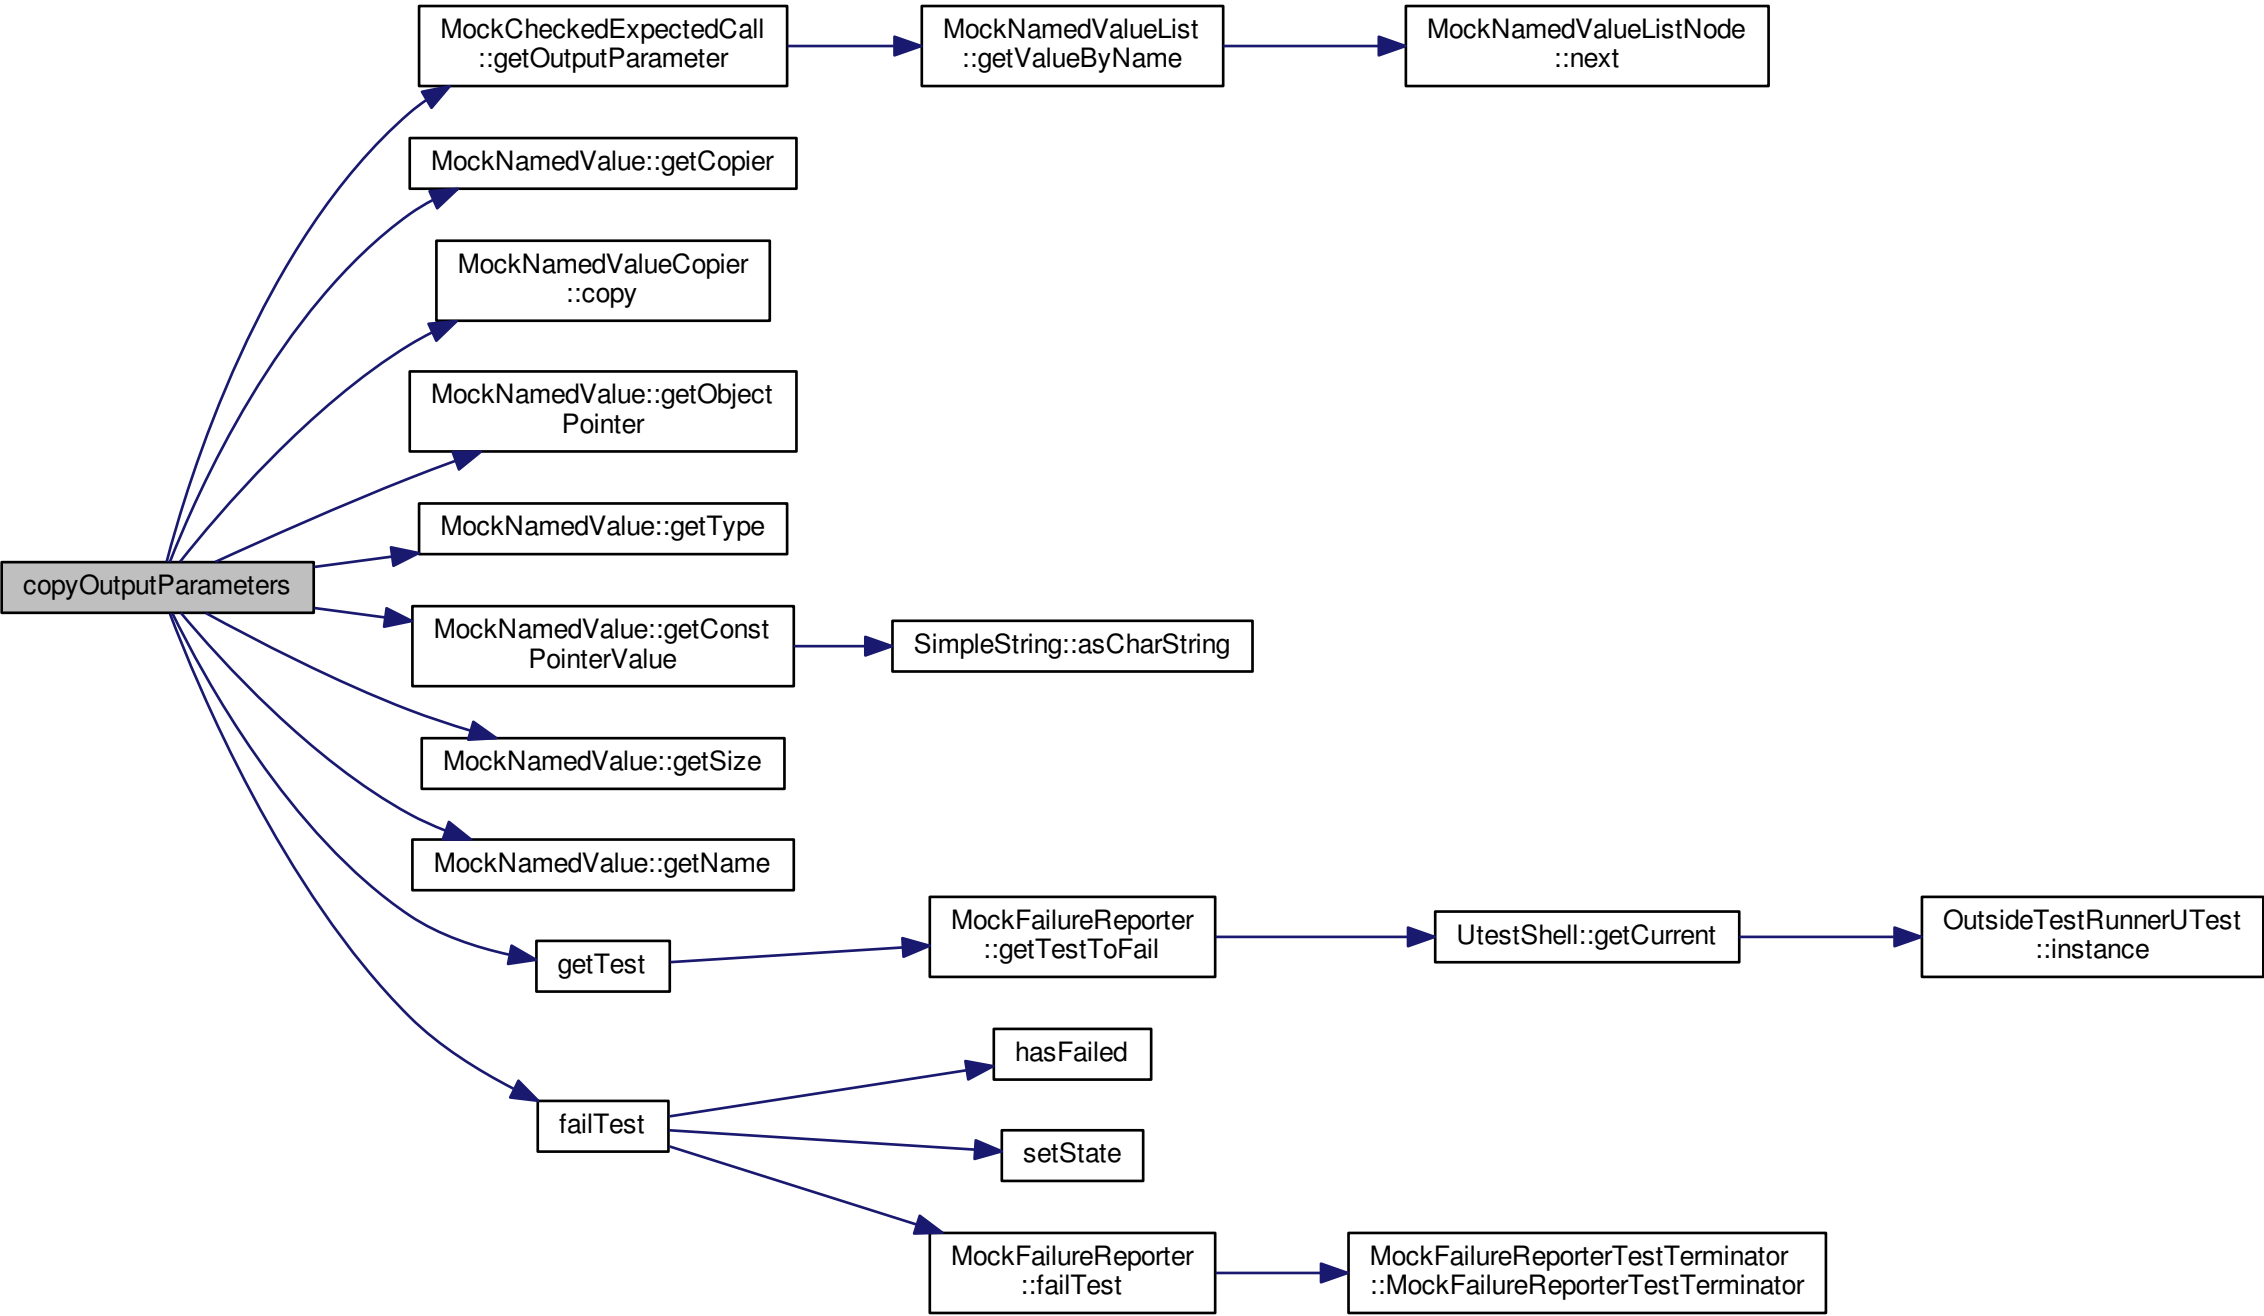 MockCheckedExpectedCall
::getOutputParameter
MockNamedValueList
::getValueByName
MockNamedValueListNode
::next
MockNamedValue::getCopier
MockNamedValueCopier
::copy
MockNamedValue::getObject
Pointer
MockNamedValue::getType
copyOutputParameters
MockNamedValue::getConst
PointerValue
SimpleString::asCharString
MockNamedValue::getSize
MockNamedValue::getName
getTest
MockFailureReporter
::getTestToFail
UtestShell::getCurrent
OutsideTestRunnerUTest
::instance
hasFailed
failTest
setState
MockFailureReporter
::failTest
MockFailureReporterTestTerminator
::MockFailureReporterTestTerminator